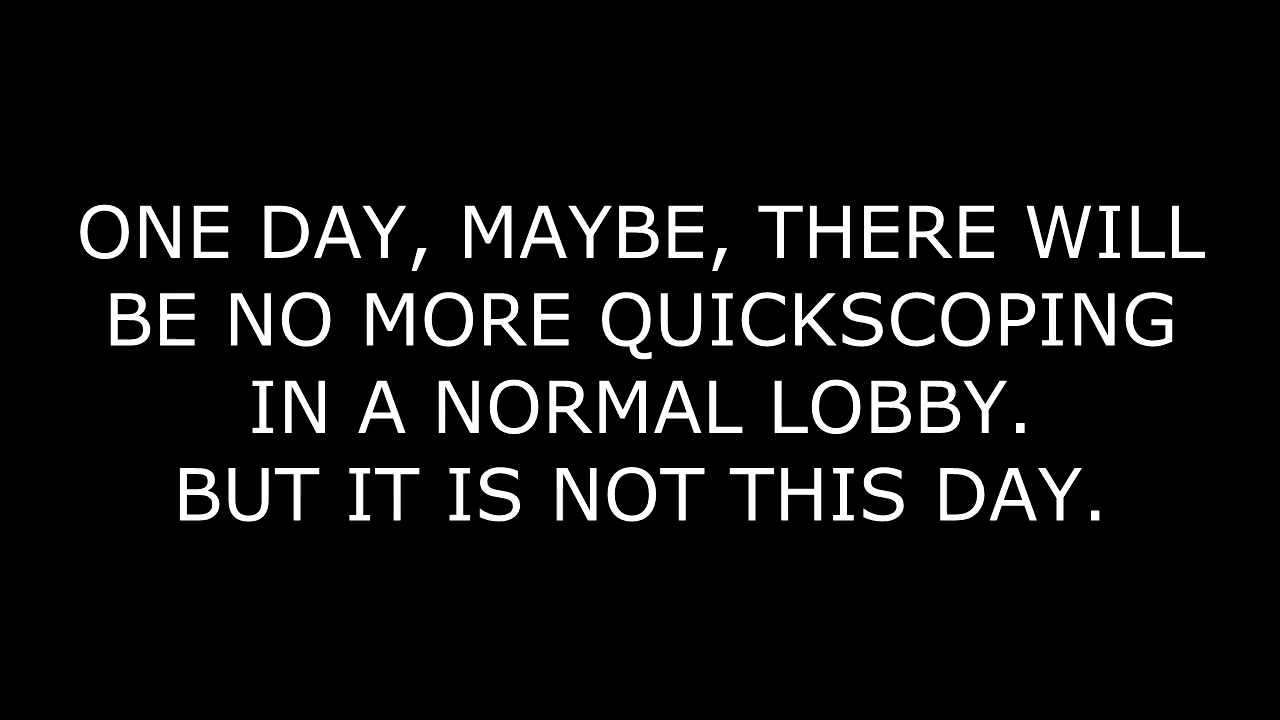 ONE DAY, MAYBE, THERE WILL
BE NO MORE QUICKSCOPING
IN A NORMAL LOBBY.
BUT IT IS NOT THIS DAY.